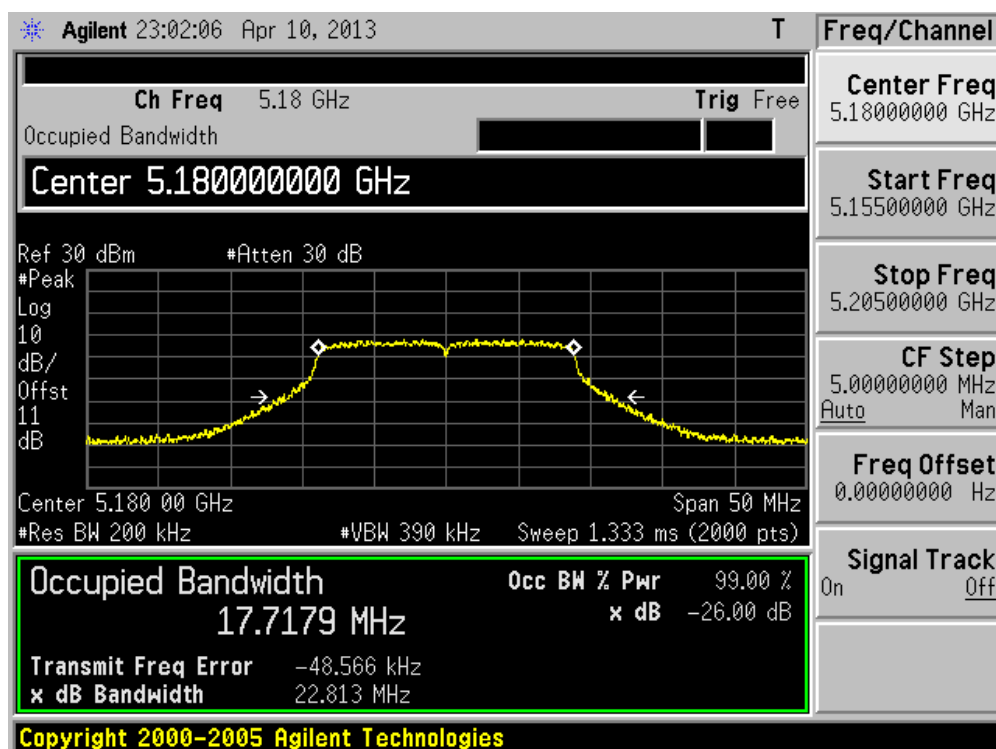 Agilent 23:02:06 Apr 10, 2013 T
Ch Freq 5.18 GHz Trig Free
Occupied Bandwidth
Center 5.180000000 GHz
Ref 30 dBm #Atten 30 dB
#Peak
Log
10
dB/
Offst
11
dB
Center 5.180 00 GHz Span 50 MHz
#Res BW 200 kHz #VBW 390 kHz Sweep 1.333 ms (2000 pts)
Occupied Bandwidth Occ BW % Pwr 99.00 %
17.7179 MHz x dB -26.00 dB
Transmit Freq Error -48.566 kHz
x dB Bandwidth 22.813 MHz
Copyright 2000-2005 Agilent Technologies
Freq/Channel
Center Freq
5.18000000 GHz
Start Freq
5.15500000 GHz
Stop Freq
5.20500000 GHz
CF Step
5.00000000 MHz
Auto Man
Freq Offset
0.00000000 Hz
Signal Track
On Off